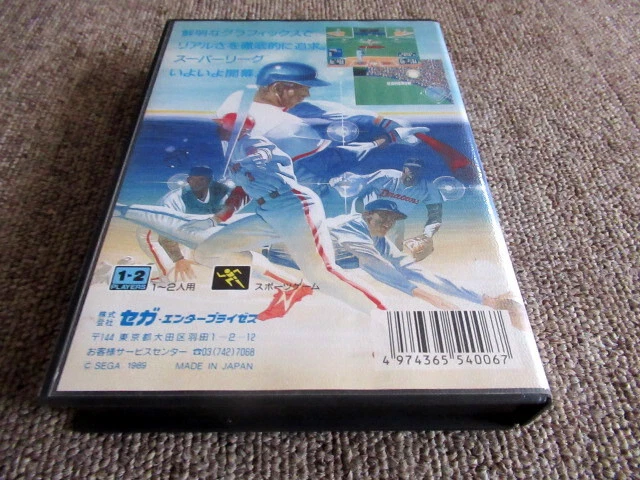 鮮明なグラフィックスで
リアルさを徹底的に追求。
スーパーリーグ
いよいよ開幕
1-2
PLAYERS
1～2人用
スポーツゲーム
株式会社 セガ・エンタープライゼス
〒144 東京都大田区羽田1-2-12
お客様サービスセンター ☎03(742)7068
© SEGA 1989 MADE IN JAPAN
4 974365 540067